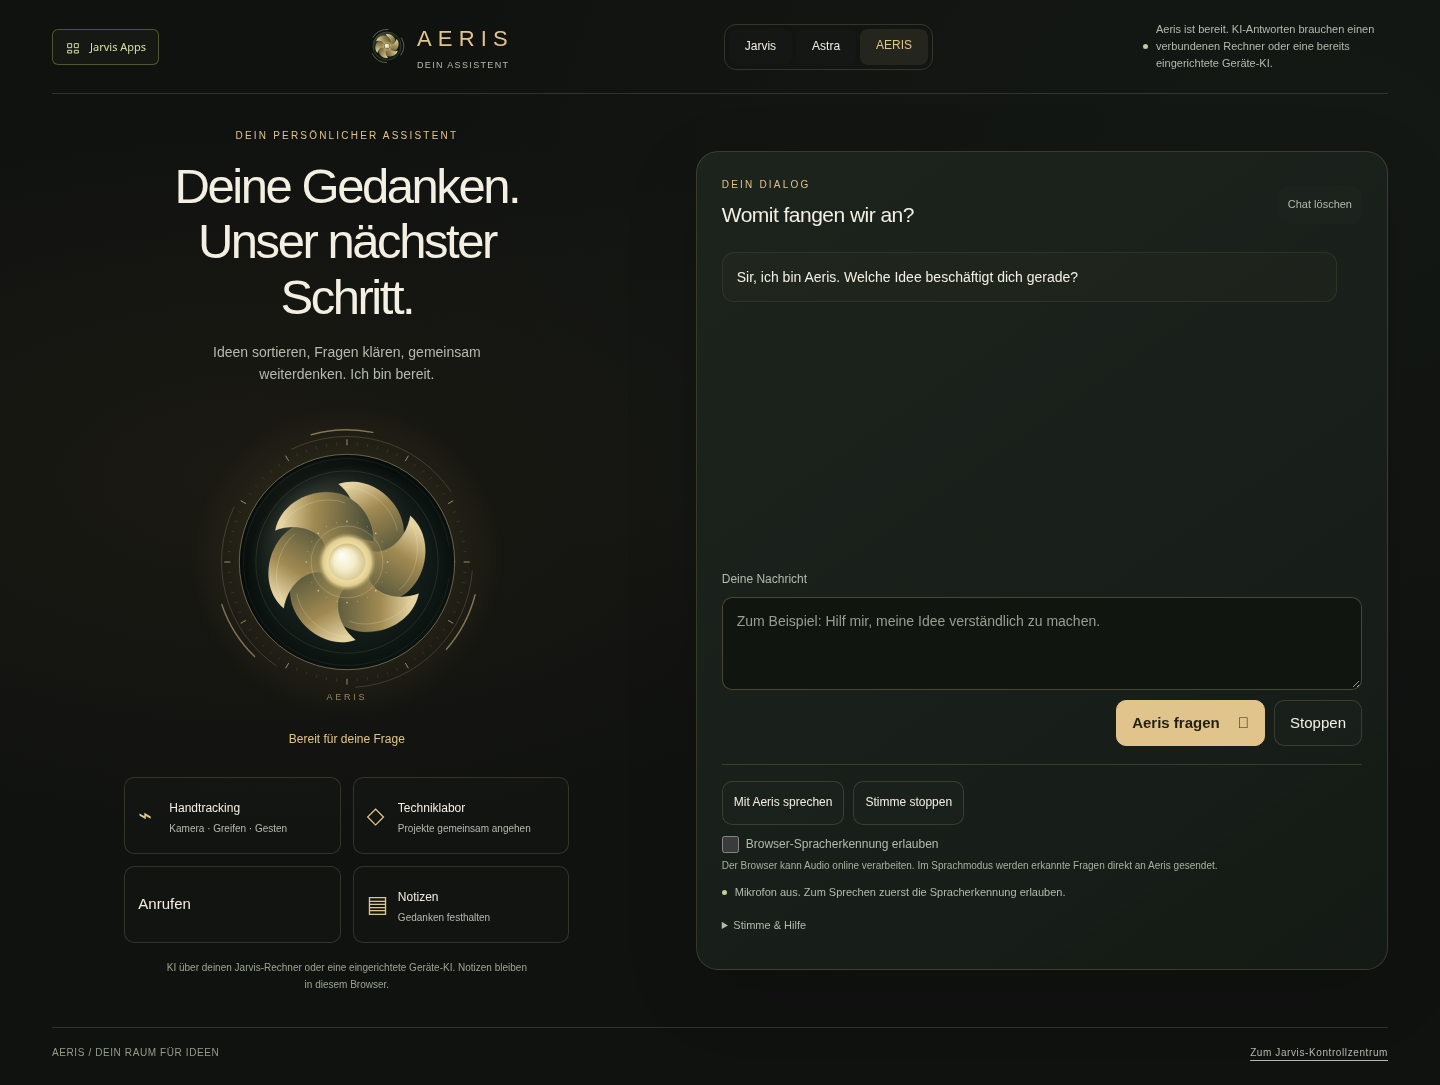 Jarvis Apps
AERIS
DEIN ASSISTENT
Jarvis
Astra
AERIS
Aeris ist bereit. KI-Antworten brauchen einen
verbundenen Rechner oder eine bereits
eingerichtete Geräte-KI.
DEIN PERSÖNLICHER ASSISTENT
Deine Gedanken.
Unser nächster
Schritt.
Ideen sortieren, Fragen klären, gemeinsam
weiterdenken. Ich bin bereit.
AERIS
Bereit für deine Frage
Handtracking
Kamera · Greifen · Gesten
Techniklabor
Projekte gemeinsam angehen
Anrufen
Notizen
Gedanken festhalten
KI über deinen Jarvis-Rechner oder eine eingerichtete Geräte-KI. Notizen bleiben
in diesem Browser.
DEIN DIALOG
Womit fangen wir an?
Chat löschen
Sir, ich bin Aeris. Welche Idee beschäftigt dich gerade?
Deine Nachricht
Zum Beispiel: Hilf mir, meine Idee verständlich zu machen.
Aeris fragen
Stoppen
Mit Aeris sprechen
Stimme stoppen
Browser-Spracherkennung erlauben
Der Browser kann Audio online verarbeiten. Im Sprachmodus werden erkannte Fragen direkt an Aeris gesendet.
Mikrofon aus. Zum Sprechen zuerst die Spracherkennung erlauben.
Stimme & Hilfe
AERIS / DEIN RAUM FÜR IDEEN
Zum Jarvis-Kontrollzentrum